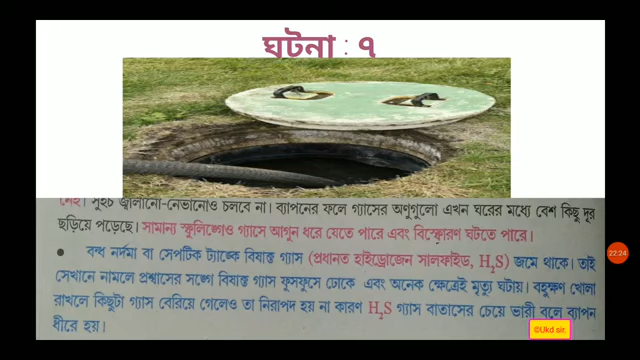 ঘটনা : ৭
নেই। সুইচ জ্বালানো-নেভানোও চলবে না। ব্যাপনের ফলে গ্যাসের অণুগুলো এখন ঘরের মধ্যে বেশ কিছু দূর
ছড়িয়ে পড়েছে। সামান্য স্ফুলিঙ্গেও গ্যাসে আগুন ধরে যেতে পারে এবং বিস্ফোরণ ঘটতে পারে।
• বন্ধ নর্দমা বা সেপটিক ট্যাঙ্কে বিষাক্ত গ্যাস (প্রধানত হাইড্রোজেন সালফাইড, H₂S) জমে থাকে। তাই
সেখানে নামলে প্রশ্বাসের সঙ্গে বিষাক্ত গ্যাস ফুসফুসে ঢোকে এবং অনেক ক্ষেত্রেই মৃত্যু ঘটায়। বহুক্ষণ খোলা
রাখলে কিছুটা গ্যাস বেরিয়ে গেলেও তা নিরাপদ হয় না কারণ H₂S গ্যাস বাতাসের চেয়ে ভারী বলে ব্যাপন
ধীরে হয়।
22:24
©Ukd sir.